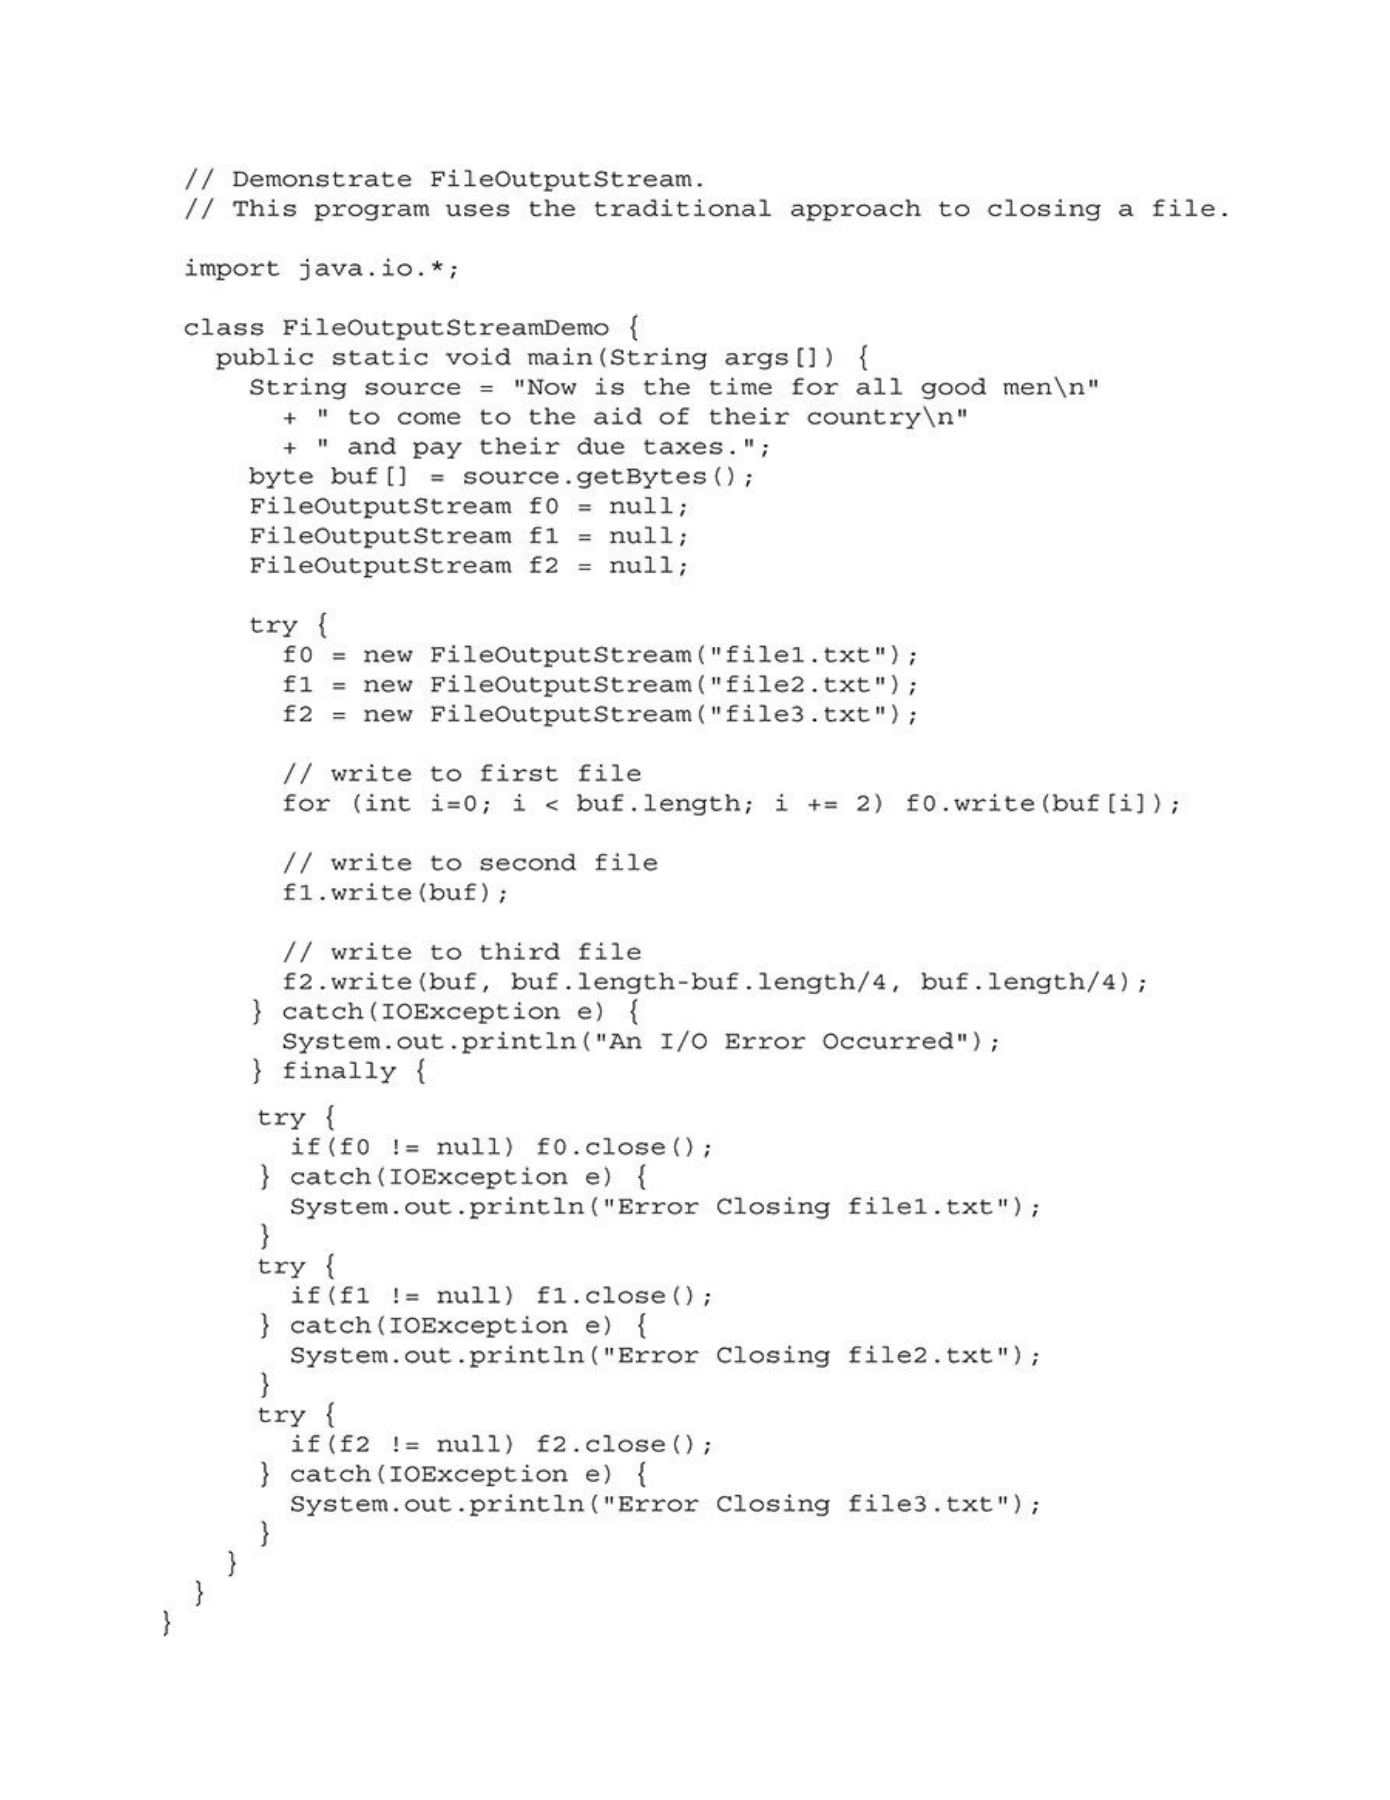 // Demonstrate FileOutputStream.
// This program uses the traditional approach to closing a file.
import java.io.*;
class FileOutputStreamDemo {
public static void main(String args[]) {
String source = "Now is the time for all good men\n"
+ " to come to the aid of their country\n"
+ " and pay their due taxes.";
byte buf[] = source.getBytes();
FileOutputStream f0 = null;
FileOutputStream f1 = null;
FileOutputStream f2 = null;
try {
f0 = new FileOutputStream("file1.txt");
f1 = new FileOutputStream("file2.txt");
f2 = new FileOutputStream("file3.txt");
// write to first file
for (int i=0; i < buf.length; i += 2) f0.write(buf[i]);
// write to second file
f1.write(buf);
// write to third file
f2.write(buf, buf.length-buf.length/4, buf.length/4);
} catch(IOException e) {
System.out.println("An I/O Error Occurred");
} finally {
try {
if(f0 != null) f0.close();
} catch(IOException e) {
System.out.println("Error Closing file1.txt");
}
try {
if(f1 != null) f1.close();
} catch(IOException e) {
System.out.println("Error Closing file2.txt");
}
try {
if(f2 != null) f2.close();
} catch(IOException e) {
System.out.println("Error Closing file3.txt");
}
}
}
}